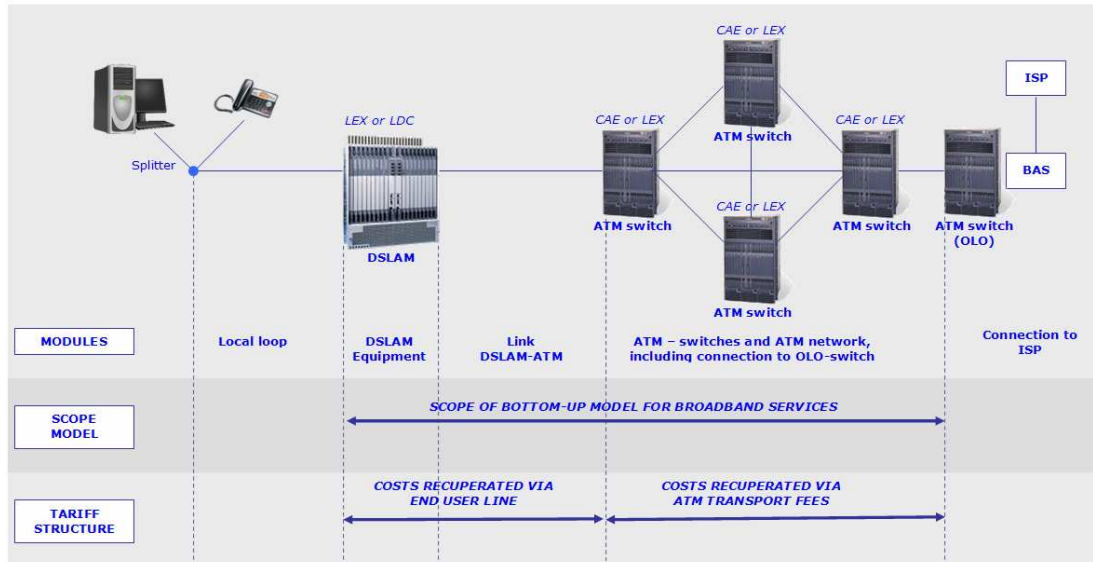 CAE or LEX
ISP
LEX or LDC
CAE or LEX
ATM switch
CAE or LEX
Splitter
BAS
CAE or LEX
ATM switch
ATM switch
ATM switch
(OLO)
DSLAM
ATM switch
MODULES
Local loop
DSLAM
Equipment
Link
DSLAM-ATM
ATM – switches and ATM network,
including connection to OLO-switch
Connection to
ISP
SCOPE
MODEL
SCOPE OF BOTTOM-UP MODEL FOR BROADBAND SERVICES
TARIFF
STRUCTURE
COSTS RECUPERATED VIA
END USER LINE
COSTS RECUPERATED VIA
ATM TRANSPORT FEES